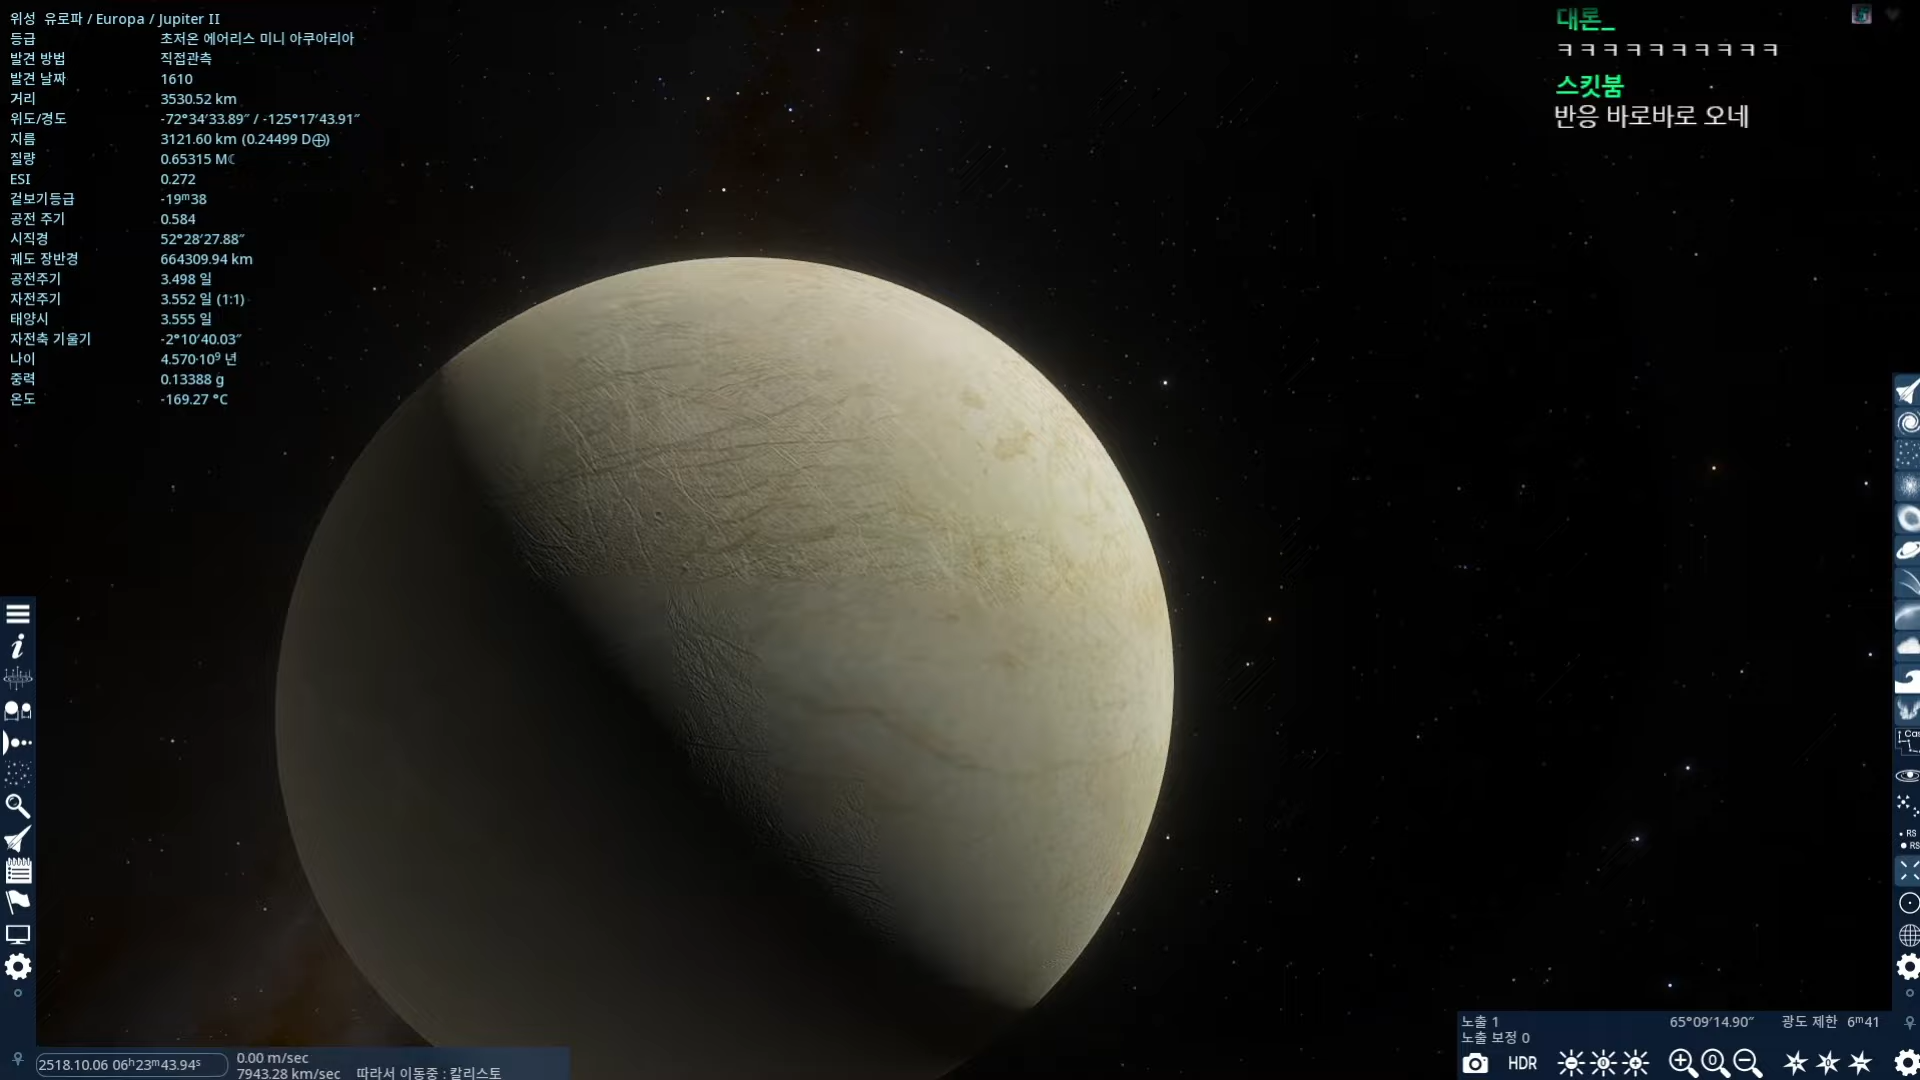 위성 유로파 / Europa / Jupiter II
등급 초저온 에어리스 미니 아쿠아리아
발견 방법 직접관측
발견 날짜 1610
거리 3530.52 km
위도/경도 -72°34′33.89″ / -125°17′43.91″
지름 3121.60 km (0.24499 D⊕)
질량 0.65315 M☾
ESI 0.272
겉보기등급 -19ᵐ38
공전 주기 0.584
시직경 52°28′27.88″
궤도 장반경 664309.94 km
공전주기 3.498 일
자전주기 3.552 일 (1:1)
태양시 3.555 일
자전축 기울기 -2°10′40.03″
나이 4.570·10⁹ 년
중력 0.13388 g
온도 -169.27 °C
대론_
ㅋㅋㅋㅋㅋㅋㅋㅋㅋㅋ
스킷붐
반응 바로바로 오네
Cas
RS
RS
노출 1 65°09′14.90″ 광도 제한 6ᵐ41
노출 보정 0
HDR
2518.10.06 06ʰ23ᵐ43.94ˢ
0.00 m/sec
7943.28 km/sec 따라서 이동중 : 칼리스토